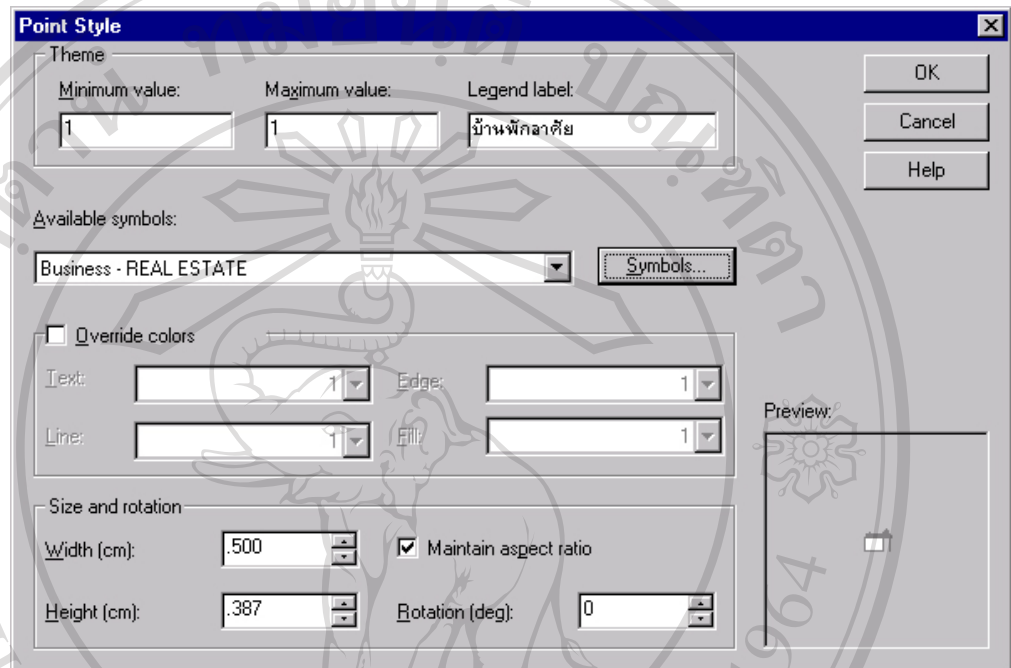 Point Style
Theme
Minimum value: Maximum value: Legend label:
1 1 บ้านพักอาศัย
OK
Cancel
Help
Available symbols:
Business - REAL ESTATE Symbols...
Override colors
Text: 1 Edge: 1
Line: 1 Fill: 1
Preview:
Size and rotation
Width (cm): .500 Maintain aspect ratio
Height (cm): .387 Rotation (deg): 0
1964